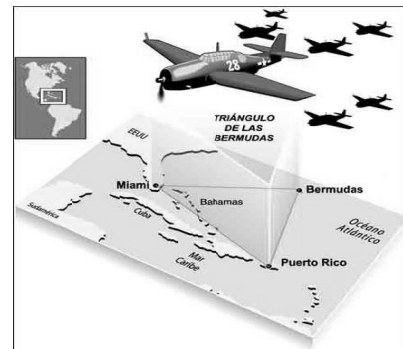 28
TRIÁNGULO
DE LAS
BERMUDAS
EEUU
Miami
Bermudas
Bahamas
Océano
Atlántico
Sudamérica
Cuba
Mar
Caribe
Puerto Rico